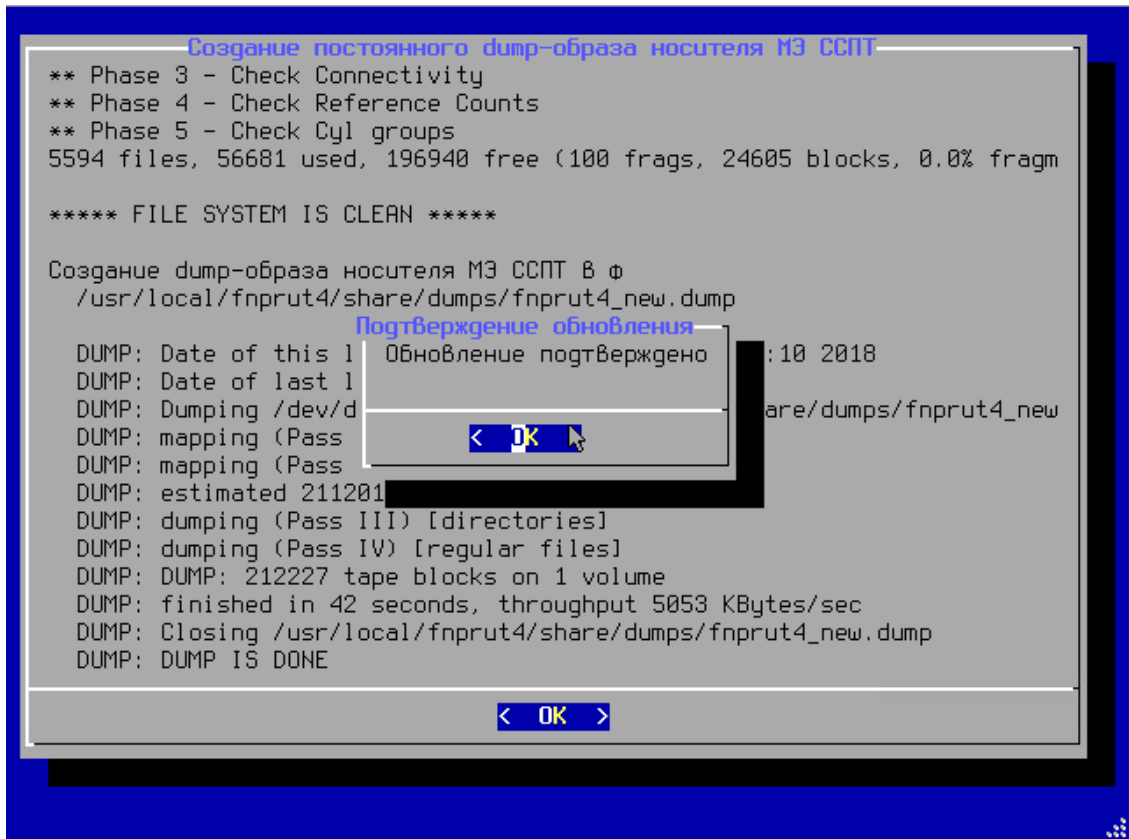 Создание постоянного dump-образа носителя МЭ ССПТ
** Phase 3 - Check Connectivity
** Phase 4 - Check Reference Counts
** Phase 5 - Check Cyl groups
5594 files, 56681 used, 196940 free (100 frags, 24605 blocks, 0.0% fragm
***** FILE SYSTEM IS CLEAN *****
Создание dump-образа носителя МЭ ССПТ в ф
/usr/local/fnprut4/share/dumps/fnprut4_new.dump
Подтверждение обновления
DUMP: Date of this l Обновление подтверждено :10 2018
DUMP: Date of last l
DUMP: Dumping /dev/d are/dumps/fnprut4_new
DUMP: mapping (Pass < OK >
DUMP: mapping (Pass
DUMP: estimated 211201
DUMP: dumping (Pass III) [directories]
DUMP: dumping (Pass IV) [regular files]
DUMP: DUMP: 212227 tape blocks on 1 volume
DUMP: finished in 42 seconds, throughput 5053 KBytes/sec
DUMP: Closing /usr/local/fnprut4/share/dumps/fnprut4_new.dump
DUMP: DUMP IS DONE
< OK >